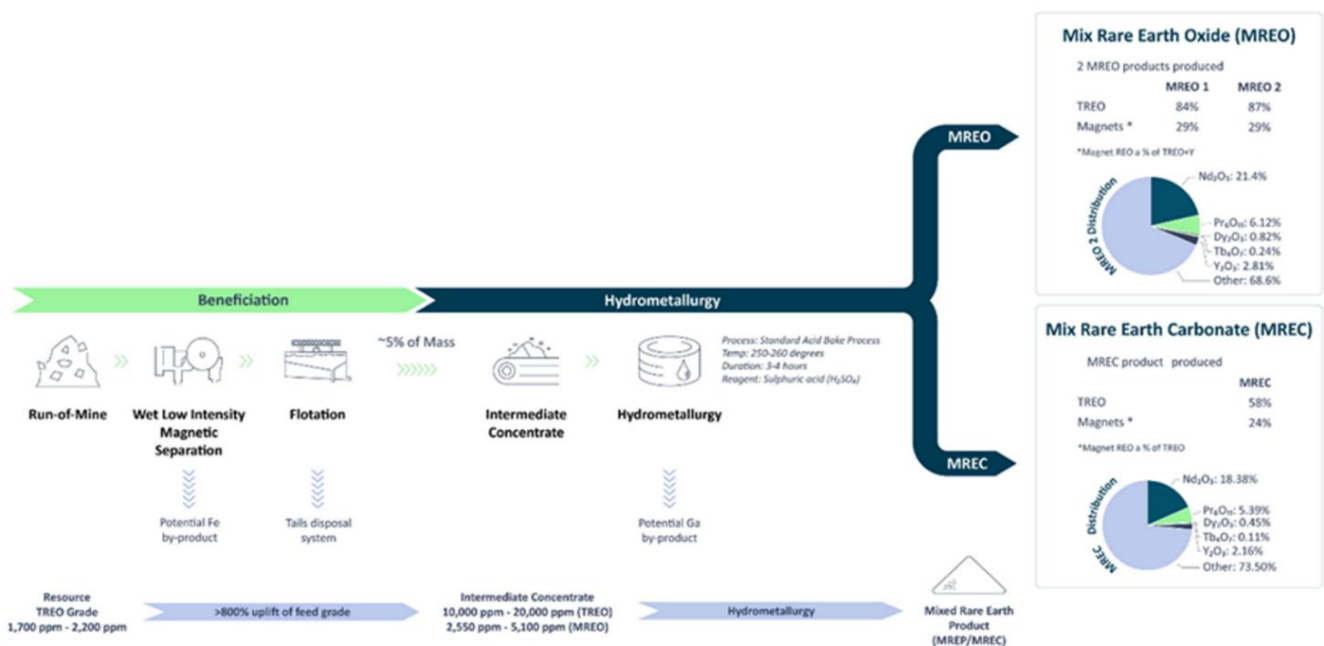 Mix Rare Earth Oxide (MREO)
2 MREO products produced
MREO 1 MREO 2
TREO 84% 87%
Magnets * 29% 29%
*Magnet REO a % of TREO+Y
MREO 2 Distribution
Nd₂O₃: 21.4%
Pr₆O₁₁: 6.12%
Dy₂O₃: 0.82%
Tb₄O₇: 0.24%
Y₂O₃: 2.81%
Other: 68.6%
MREO
Beneficiation
Hydrometallurgy
~5% of Mass
Process: Standard Acid Bake Process
Temp: 250-260 degrees
Duration: 3-4 hours
Reagent: Sulphuric acid (H₂SO₄)
Run-of-Mine
Wet Low Intensity
Magnetic
Separation
Flotation
Intermediate
Concentrate
Hydrometallurgy
Potential Fe
by-product
Tails disposal
system
Potential Ga
by-product
MREC
Mix Rare Earth Carbonate (MREC)
MREC product produced
MREC
TREO 58%
Magnets * 24%
*Magnet REO a % of TREO
MREC Distribution
Nd₂O₃: 18.38%
Pr₆O₁₁: 5.39%
Dy₂O₃: 0.45%
Tb₄O₇: 0.11%
Y₂O₃: 2.16%
Other: 73.50%
Resource
TREO Grade
1,700 ppm - 2,200 ppm
>800% uplift of feed grade
Intermediate Concentrate
10,000 ppm - 20,000 ppm (TREO)
2,550 ppm - 5,100 ppm (MREO)
Hydrometallurgy
Mixed Rare Earth
Product
(MREP/MREC)